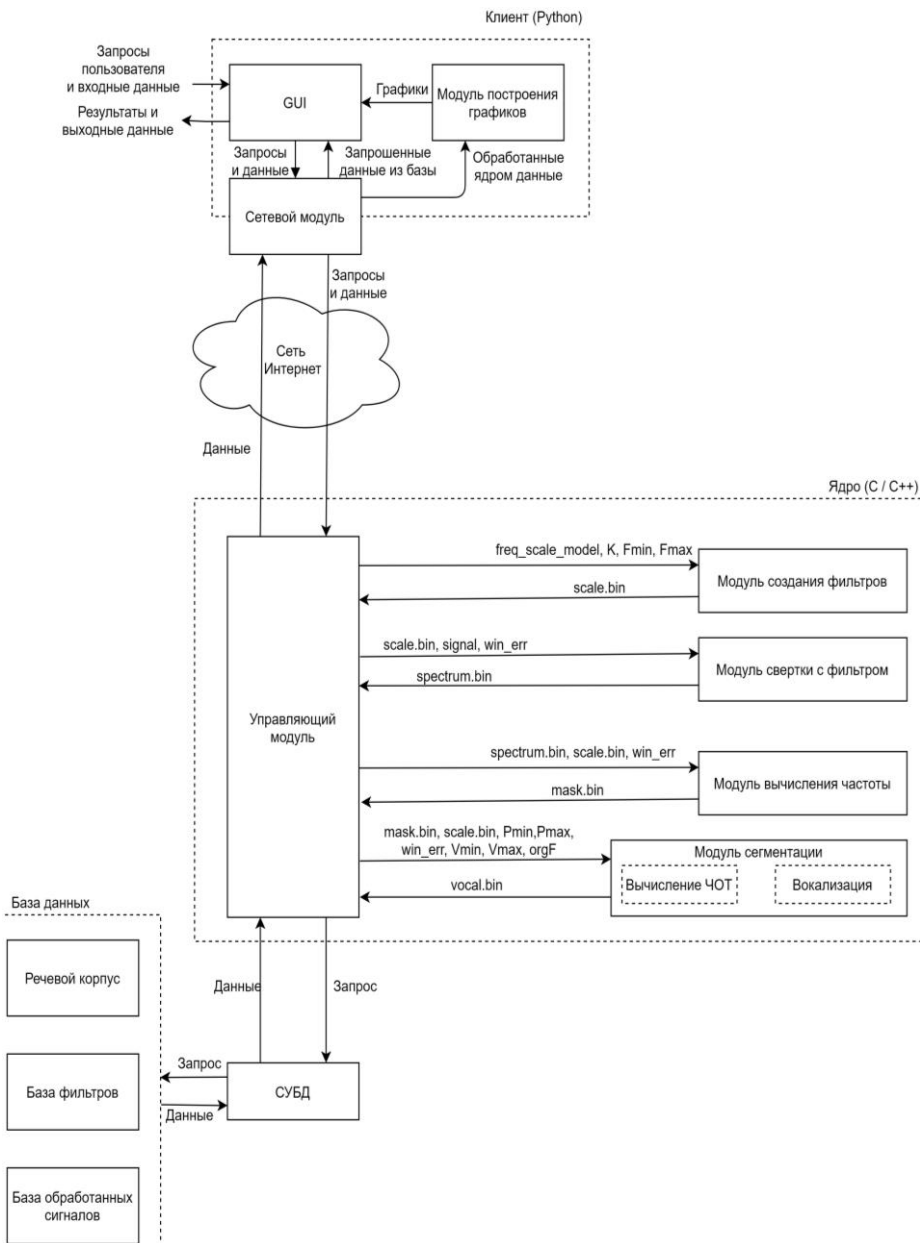 Клиент (Python)
Запросы
пользователя
и входные данные
Результаты и
выходные данные
GUI
Графики
Модуль построения
графиков
Запросы
и данные
Запрошенные
данные из базы
Обработанные
ядром данные
Сетевой модуль
Запросы
и данные
Сеть
Интернет
Данные
Ядро (C / C++)
freq_scale_model, K, Fmin, Fmax
Модуль создания фильтров
scale.bin
scale.bin, signal, win_err
Модуль свертки с фильтром
spectrum.bin
Управляющий
модуль
spectrum.bin, scale.bin, win_err
Модуль вычисления частоты
mask.bin
mask.bin, scale.bin, Pmin,Pmax,
win_err, Vmin, Vmax, orgF
Модуль сегментации
Вычисление ЧОТ
Вокализация
vocal.bin
База данных
Речевой корпус
Данные
Запрос
Запрос
База фильтров
СУБД
Данные
База обработанных
сигналов